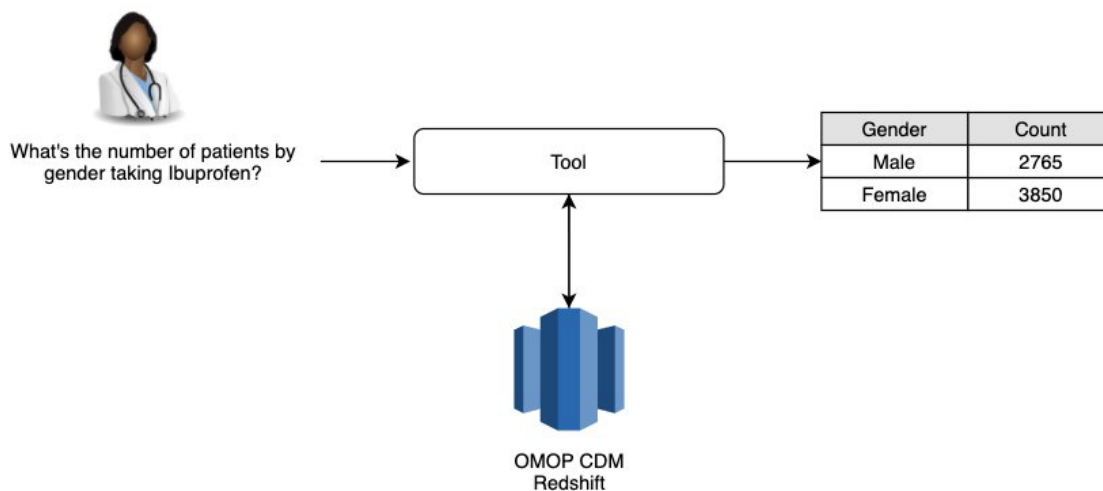 What's the number of patients by
gender taking Ibuprofen?
Tool
Gender Count
Male 2765
Female 3850
OMOP CDM
Redshift